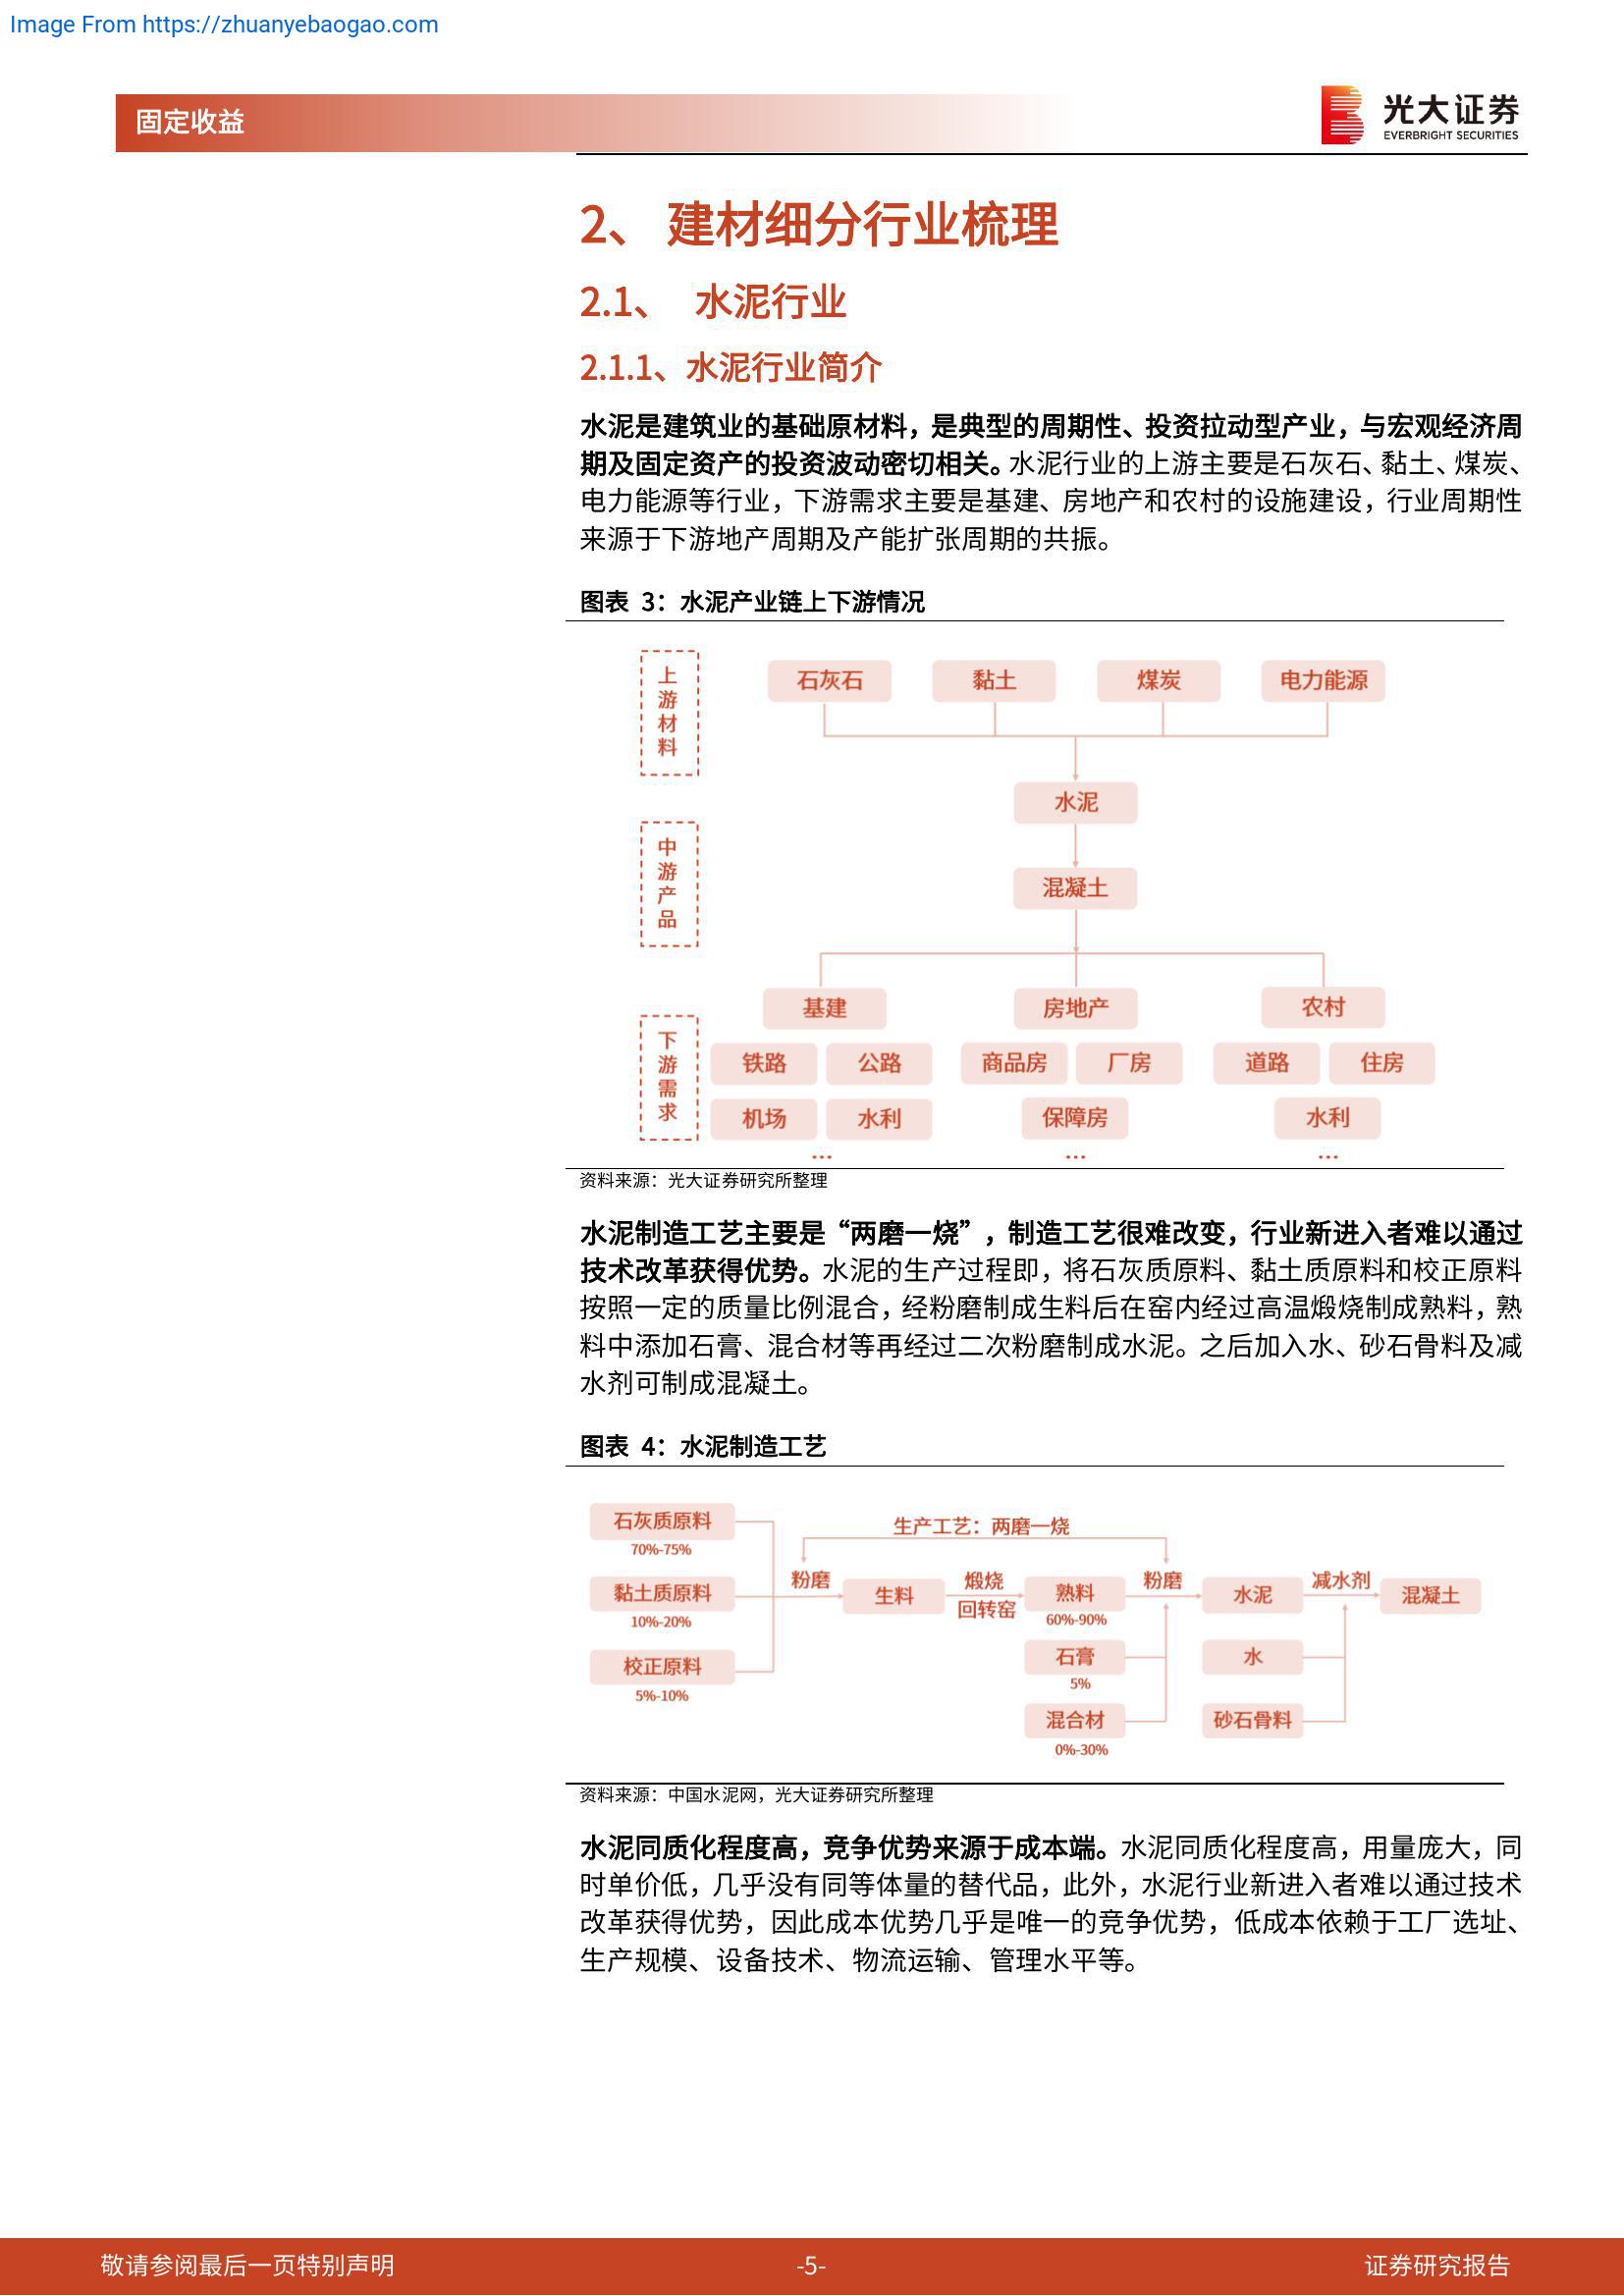 Image From https://zhuanyebaogao.com
固定收益
光大证券
EVERBRIGHT SECURITIES
2、 建材细分行业梳理
2.1、 水泥行业
2.1.1、水泥行业简介
水泥是建筑业的基础原材料，是典型的周期性、投资拉动型产业，与宏观经济周
期及固定资产的投资波动密切相关。水泥行业的上游主要是石灰石、黏土、煤炭、
电力能源等行业，下游需求主要是基建、房地产和农村的设施建设，行业周期性
来源于下游地产周期及产能扩张周期的共振。
图表 3：水泥产业链上下游情况
上游材料
石灰石 黏土 煤炭 电力能源
水泥
中游产品
混凝土
基建 房地产 农村
下游需求
铁路 公路 商品房 厂房 道路 住房
机场 水利 保障房 水利
… … …
资料来源：光大证券研究所整理
水泥制造工艺主要是“两磨一烧”，制造工艺很难改变，行业新进入者难以通过
技术改革获得优势。水泥的生产过程即，将石灰质原料、黏土质原料和校正原料
按照一定的质量比例混合，经粉磨制成生料后在窑内经过高温煅烧制成熟料，熟
料中添加石膏、混合材等再经过二次粉磨制成水泥。之后加入水、砂石骨料及减
水剂可制成混凝土。
图表 4：水泥制造工艺
石灰质原料 生产工艺：两磨一烧
70%-75%
黏土质原料 粉磨 生料 煅烧 熟料 粉磨 水泥 减水剂 混凝土
10%-20% 回转窑 60%-90%
校正原料 石膏 水
5%-10% 5%
混合材 砂石骨料
0%-30%
资料来源：中国水泥网，光大证券研究所整理
水泥同质化程度高，竞争优势来源于成本端。水泥同质化程度高，用量庞大，同
时单价低，几乎没有同等体量的替代品，此外，水泥行业新进入者难以通过技术
改革获得优势，因此成本优势几乎是唯一的竞争优势，低成本依赖于工厂选址、
生产规模、设备技术、物流运输、管理水平等。
敬请参阅最后一页特别声明 -5- 证券研究报告